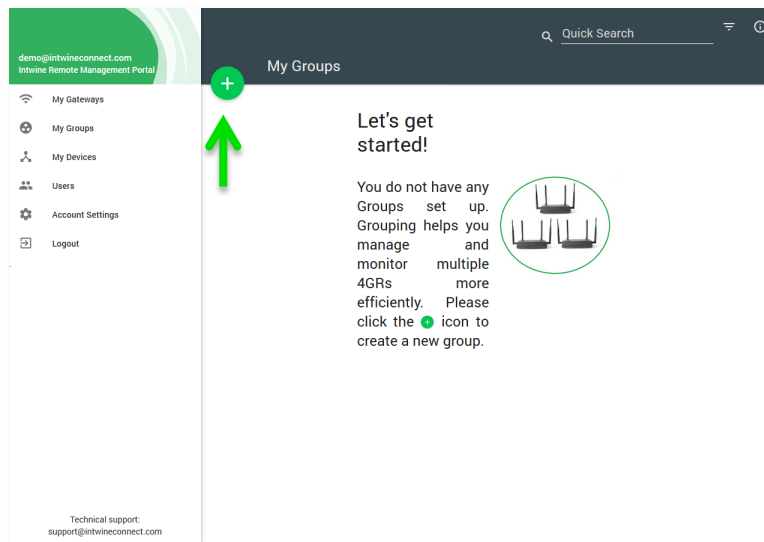 demo@intwineconnect.com
Intwine Remote Management Portal
My Gateways
My Groups
My Devices
Users
Account Settings
Logout
Technical support:
support@intwineconnect.com
Quick Search
My Groups
Let's get
started!
You do not have any
Groups set up.
Grouping helps you
manage and
monitor multiple
4GRs more
efficiently. Please
click the + icon to
create a new group.